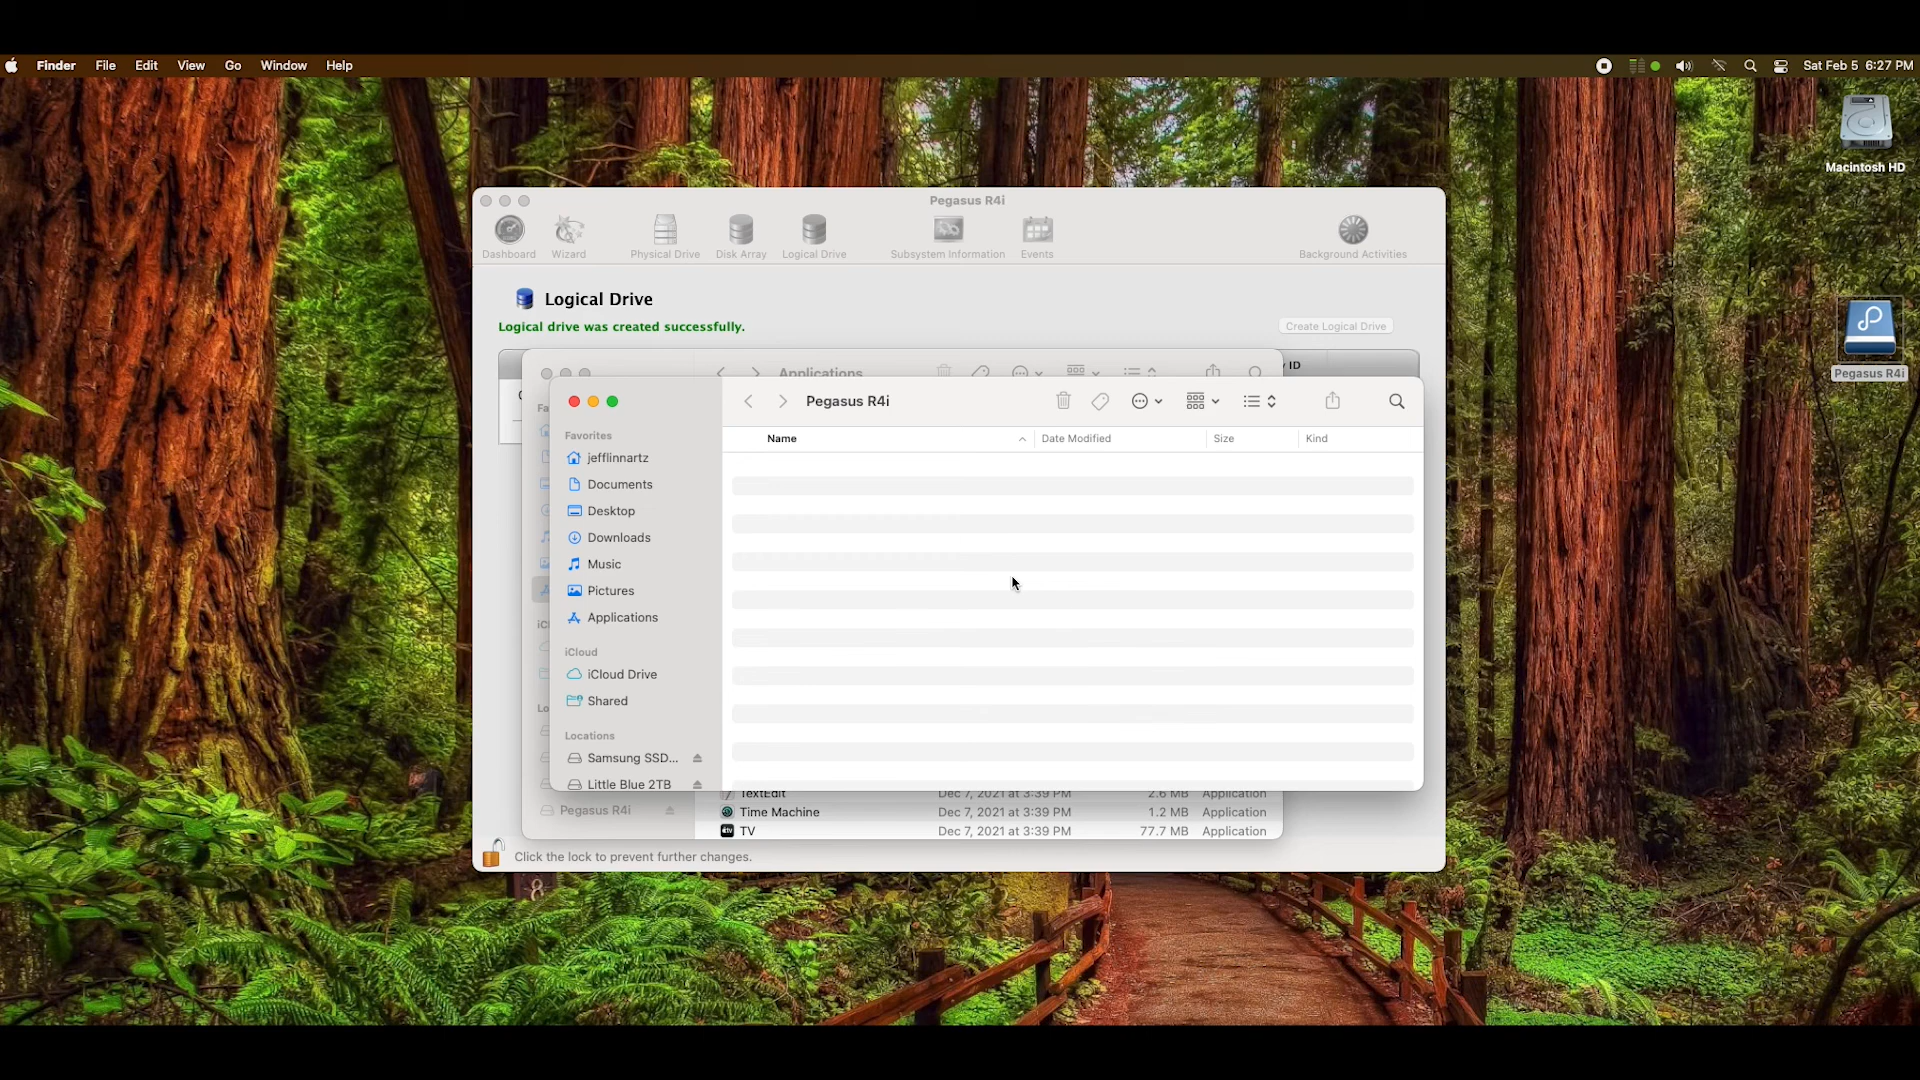 Finder File Edit View Go Window Help Sat Feb 5 6:27 PM
Macintosh HD
Pegasus R4i
Dashboard Wizard Physical Drive Disk Array Logical Drive Subsystem Information Events Background Activities
Logical Drive
Logical drive was created successfully.
Create Logical Drive
ID
Applications
Pegasus R4i
Pegasus R4i
Name Date Modified Size Kind
Favorites
jefflinnartz
Documents
Desktop
Downloads
Music
Pictures
Applications
iCloud
iCloud Drive
Shared
Locations
Samsung SSD...
Little Blue 2TB
TextEdit Dec 7, 2021 at 3:39 PM 2.6 MB Application
Pegasus R4i
Time Machine Dec 7, 2021 at 3:39 PM 1.2 MB Application
TV Dec 7, 2021 at 3:39 PM 77.7 MB Application
Click the lock to prevent further changes.
8